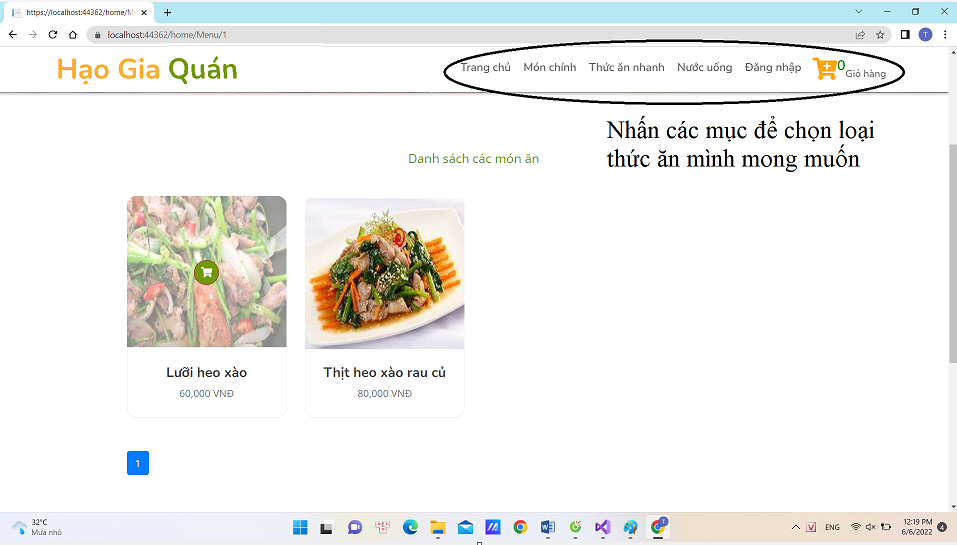 https://localhost:44362/home/Me
localhost:44362/home/Menu/1
T
Hạo Gia Quán
Trang chủ Món chính Thức ăn nhanh Nước uống Đăng nhập 0 Giỏ hàng
Nhấn các mục để chọn loại
thức ăn mình mong muốn
Danh sách các món ăn
Lưỡi heo xào
60,000 VNĐ
Thịt heo xào rau củ
80,000 VNĐ
1
32°C
Mưa nhỏ
ENG
12:19 PM
6/6/2022
4